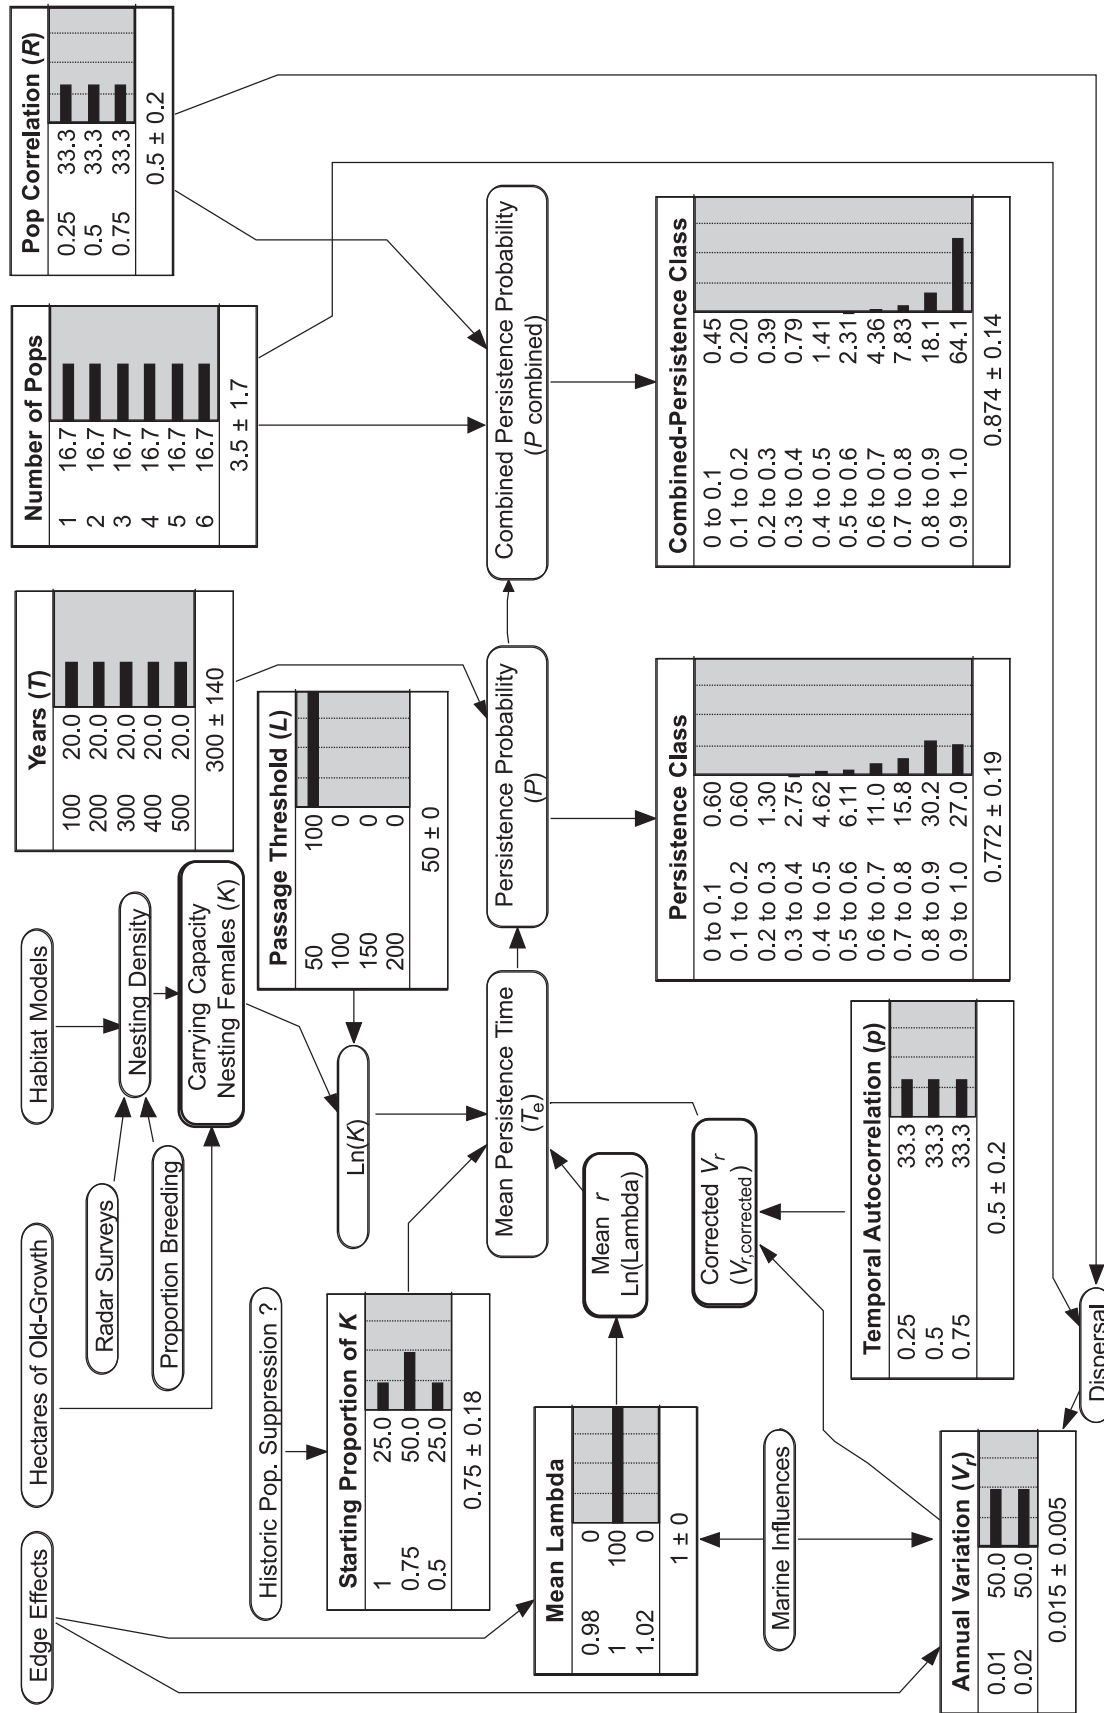 Edge Effects
Hectares of Old-Growth
Radar Surveys
Proportion Breeding
Habitat Models
Nesting Density
Carrying Capacity
Nesting Females (K)
Years (T)
100 20.0
200 20.0
300 20.0
400 20.0
500 20.0
300 ± 140
Number of Pops
1 16.7
2 16.7
3 16.7
4 16.7
5 16.7
6 16.7
3.5 ± 1.7
Pop Correlation (R)
0.25 33.3
0.5 33.3
0.75 33.3
0.5 ± 0.2
Historic Pop. Suppression ?
Starting Proportion of K
1 25.0
0.75 50.0
0.5 25.0
0.75 ± 0.18
Ln(K)
Passage Threshold (L)
50 100
100 0
150 0
200 0
50 ± 0
Mean Lambda
0.98 0
1 100
1.02 0
1 ± 0
Mean r
Ln(Lambda)
Mean Persistence Time
(Te)
Persistence Probability
(P)
Combined Persistence Probability
(P combined)
Marine Influences
Corrected Vr
(Vr,corrected)
Persistence Class
0 to 0.1 0.60
0.1 to 0.2 0.60
0.2 to 0.3 1.30
0.3 to 0.4 2.75
0.4 to 0.5 4.62
0.5 to 0.6 6.11
0.6 to 0.7 11.0
0.7 to 0.8 15.8
0.8 to 0.9 30.2
0.9 to 1.0 27.0
0.772 ± 0.19
Combined-Persistence Class
0 to 0.1 0.45
0.1 to 0.2 0.20
0.2 to 0.3 0.39
0.3 to 0.4 0.79
0.4 to 0.5 1.41
0.5 to 0.6 2.31
0.6 to 0.7 4.36
0.7 to 0.8 7.83
0.8 to 0.9 18.1
0.9 to 1.0 64.1
0.874 ± 0.14
Annual Variation (Vr)
0.01 50.0
0.02 50.0
0.015 ± 0.005
Temporal Autocorrelation (p)
0.25 33.3
0.5 33.3
0.75 33.3
0.5 ± 0.2
Dispersal